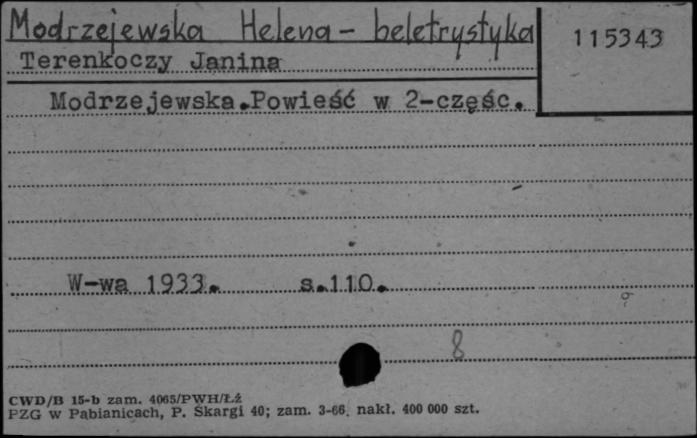 Modrzejewska Helena - beletrystyka
115343
Terenkoczy Janina
Modrzejewska.Powieść w 2-częśc.
W-wa 1933. s.110.
8
CWD/B 15-b zam. 4065/PWH/Łź
PZG w Pabianicach, P. Skargi 40; zam. 3-66. nakł. 400 000 szt.